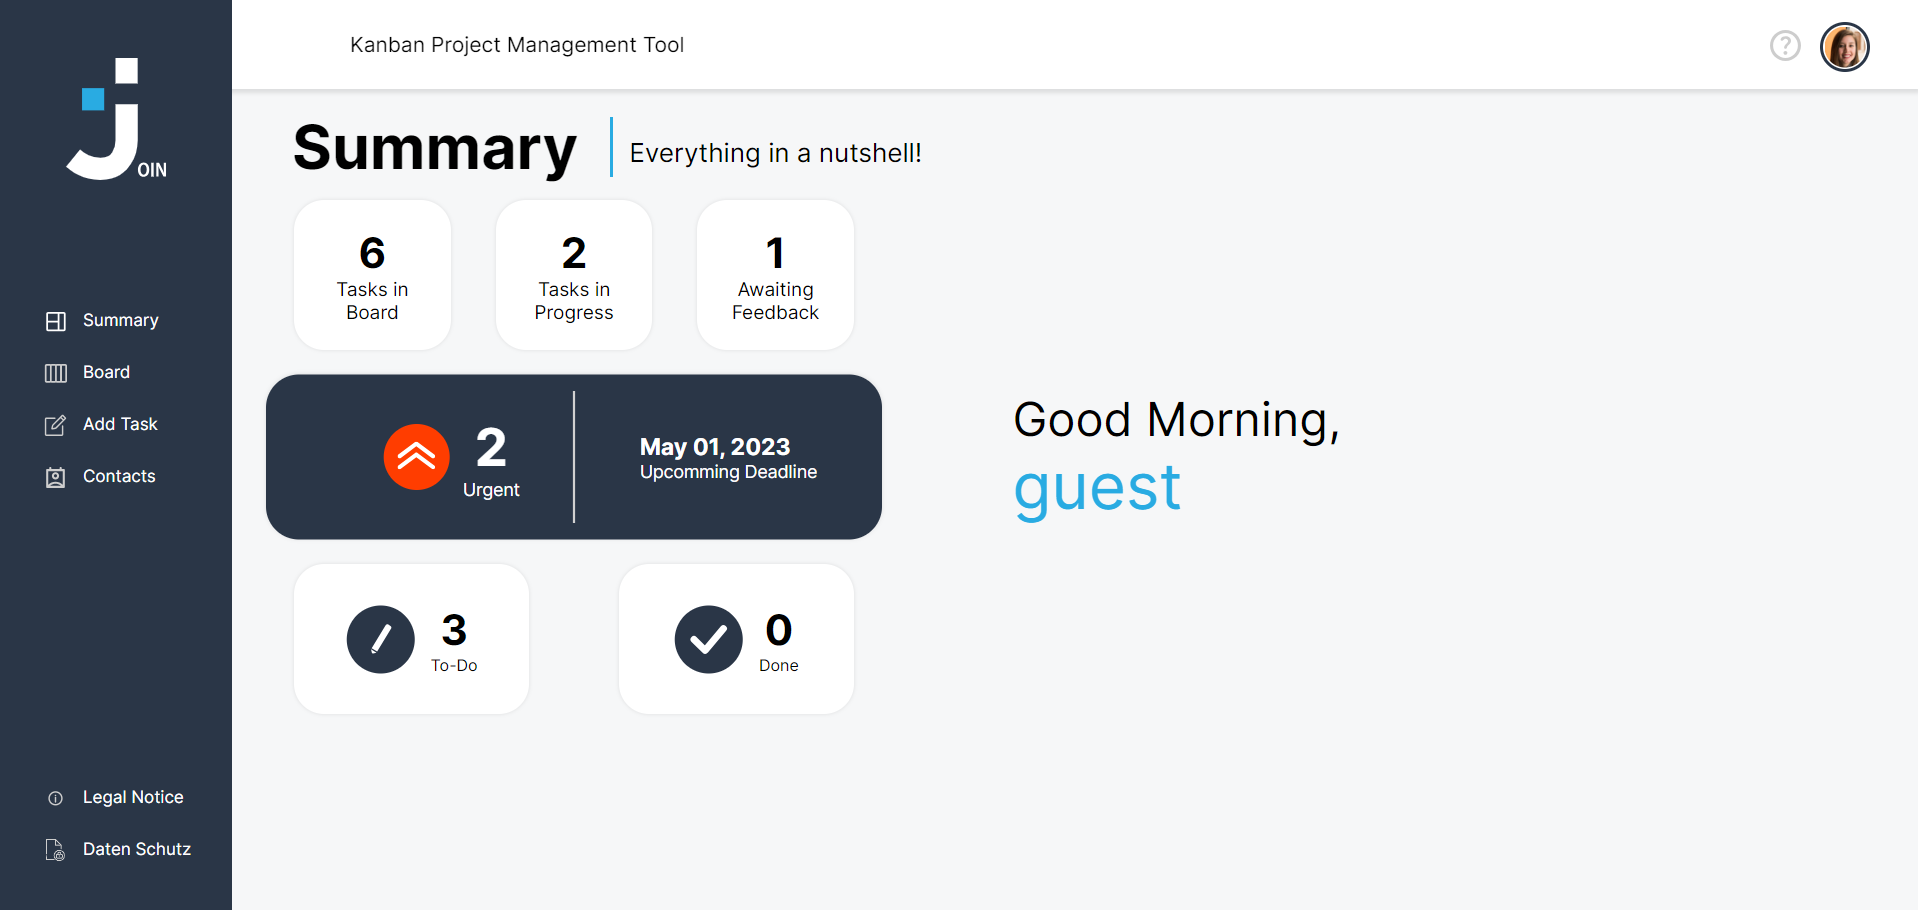 OIN
Summary
Board
Add Task
Contacts
Legal Notice
Daten Schutz
Kanban Project Management Tool
?
Summary
Everything in a nutshell!
6
Tasks in
Board
2
Tasks in
Progress
1
Awaiting
Feedback
2
Urgent
May 01, 2023
Upcomming Deadline
3
To-Do
0
Done
Good Morning,
guest